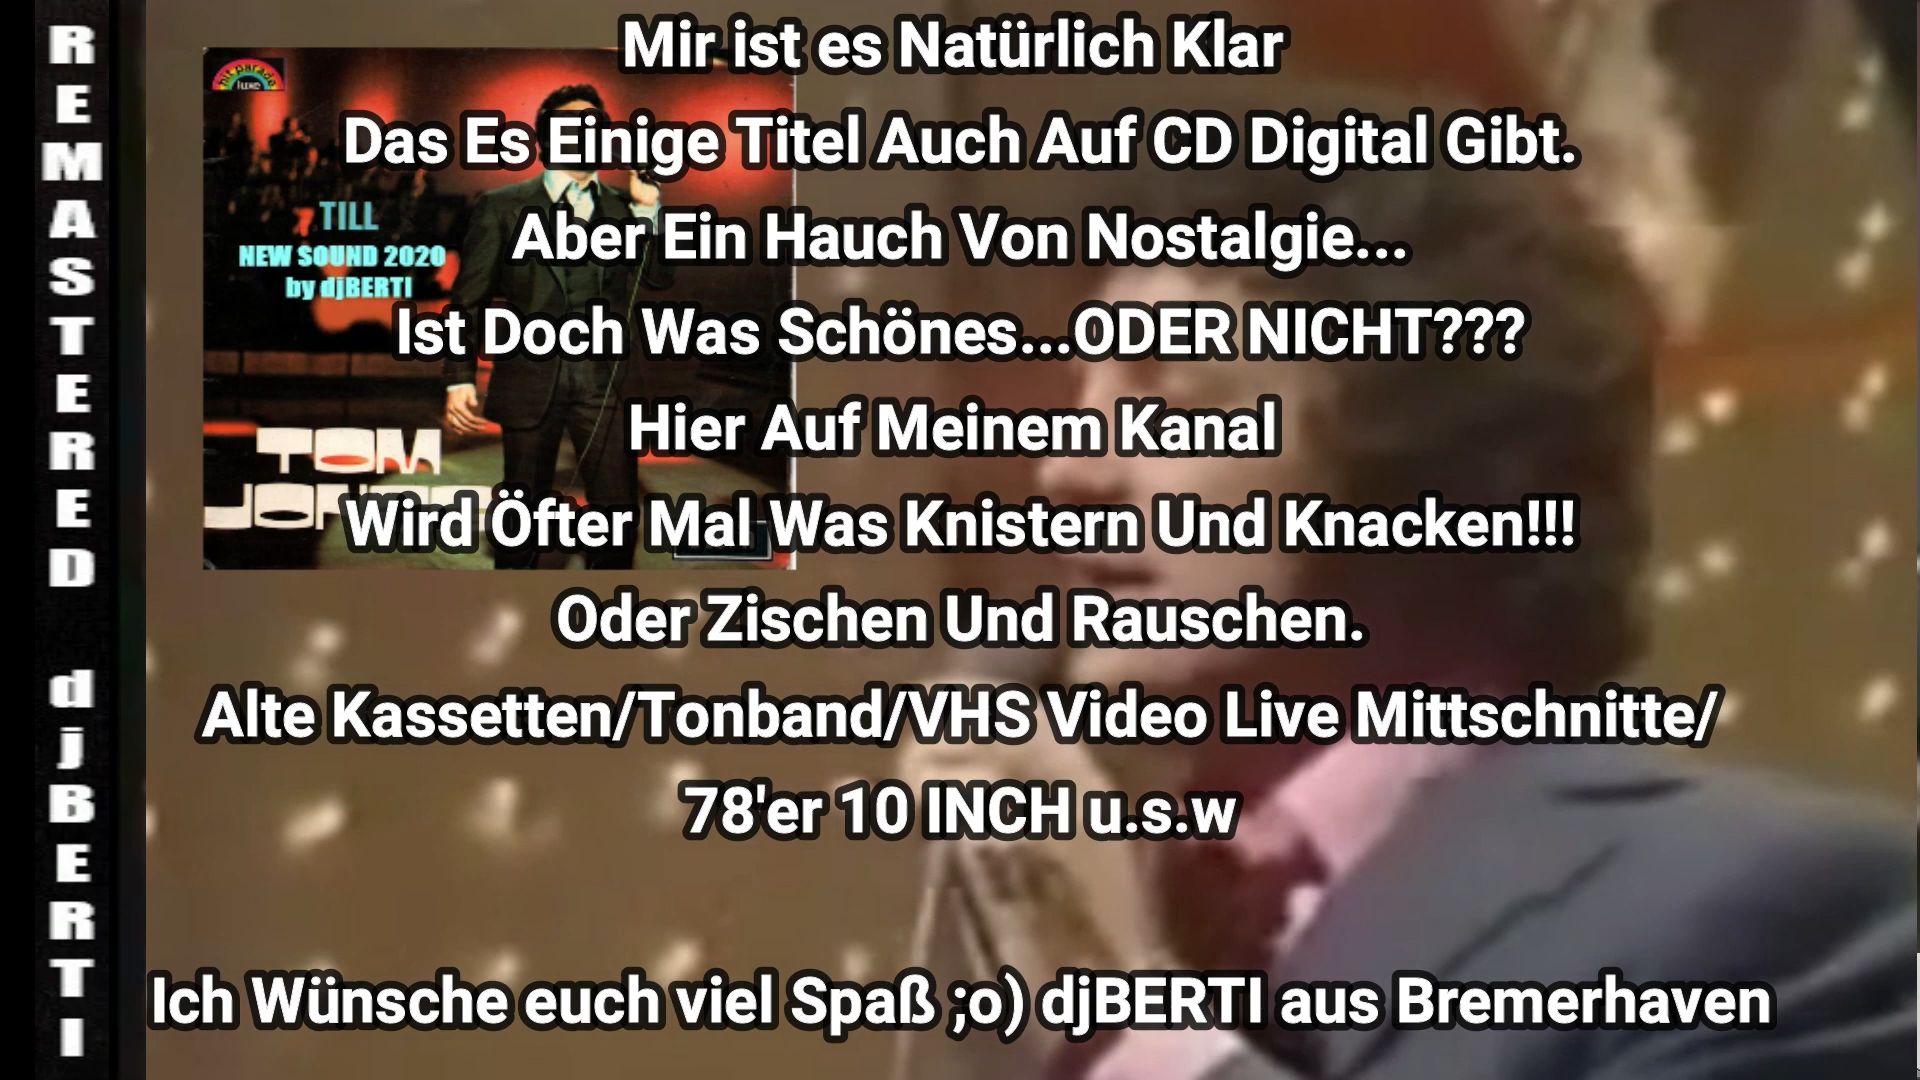 REMASTERED djBERTI
hit parade
luxe
TILL
NEW SOUND 2020
by djBERTI
TOM
Mir ist es Natürlich Klar
Das Es Einige Titel Auch Auf CD Digital Gibt.
Aber Ein Hauch Von Nostalgie...
Ist Doch Was Schönes...ODER NICHT???
Hier Auf Meinem Kanal
Wird Öfter Mal Was Knistern Und Knacken!!!
Oder Zischen Und Rauschen.
Alte Kassetten/Tonband/VHS Video Live Mittschnitte/
78'er 10 INCH u.s.w
Ich Wünsche euch viel Spaß ;o) djBERTI aus Bremerhaven